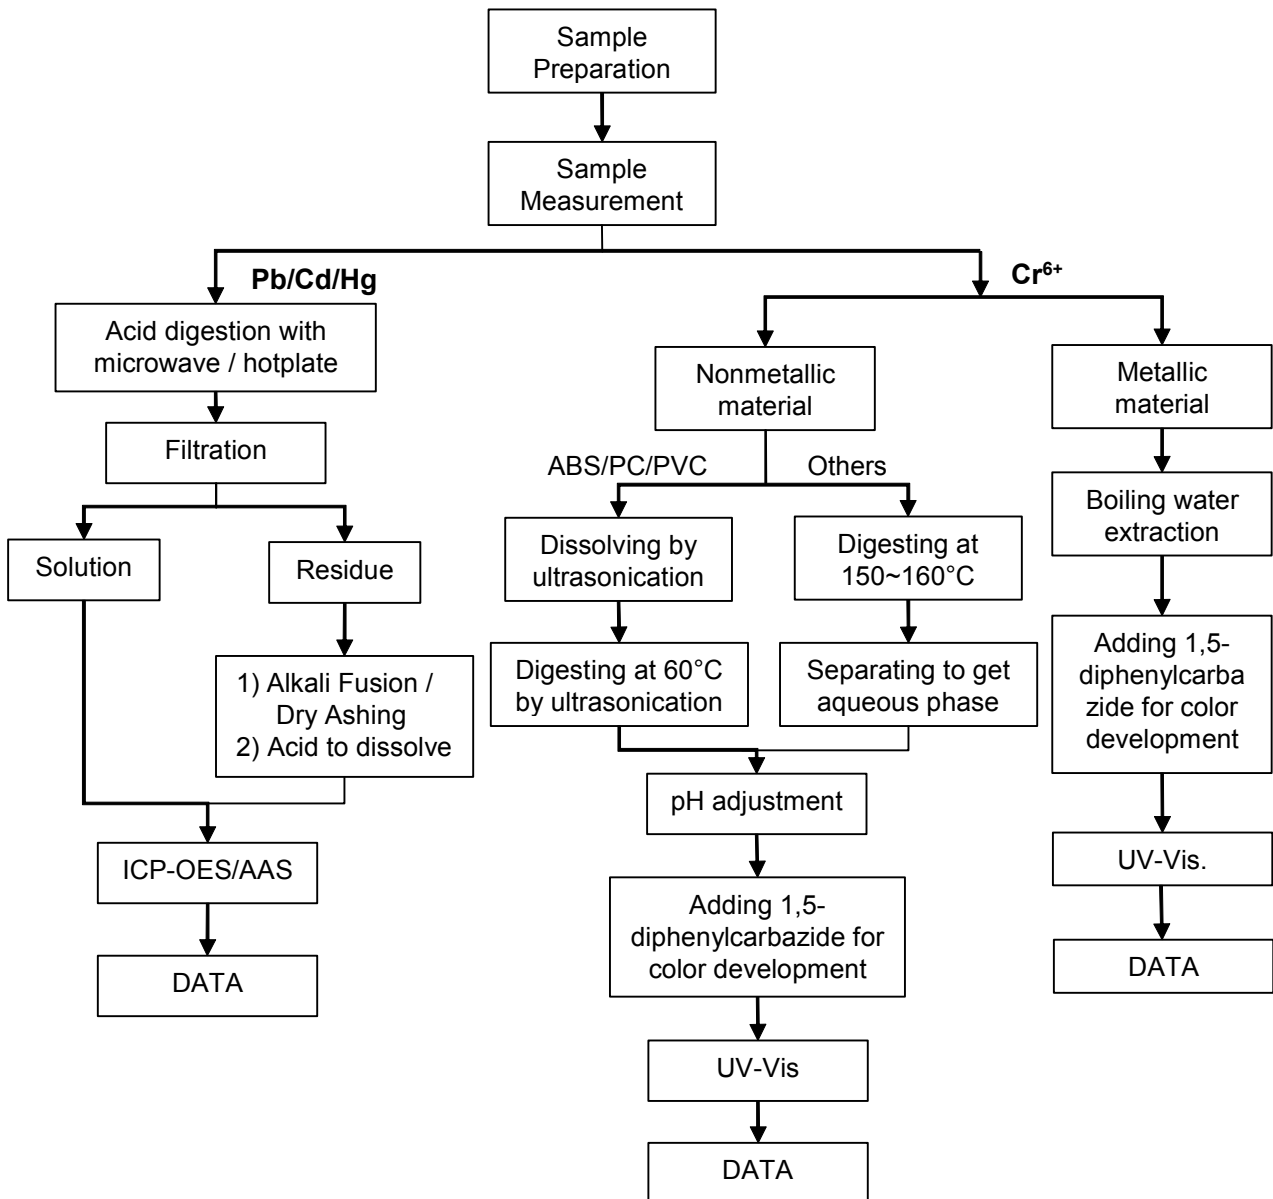 Sample
Preparation
Sample
Measurement
Pb/Cd/Hg
Cr⁶⁺
Acid digestion with
microwave / hotplate
Nonmetallic
material
Metallic
material
Filtration
ABS/PC/PVC
Others
Boiling water
extraction
Solution
Residue
Dissolving by
ultrasonication
Digesting at
150~160°C
1) Alkali Fusion /
Dry Ashing
2) Acid to dissolve
Digesting at 60°C
by ultrasonication
Separating to get
aqueous phase
Adding 1,5-
diphenylcarba
zide for color
development
pH adjustment
ICP-OES/AAS
UV-Vis.
Adding 1,5-
diphenylcarbazide for
color development
DATA
DATA
UV-Vis
DATA